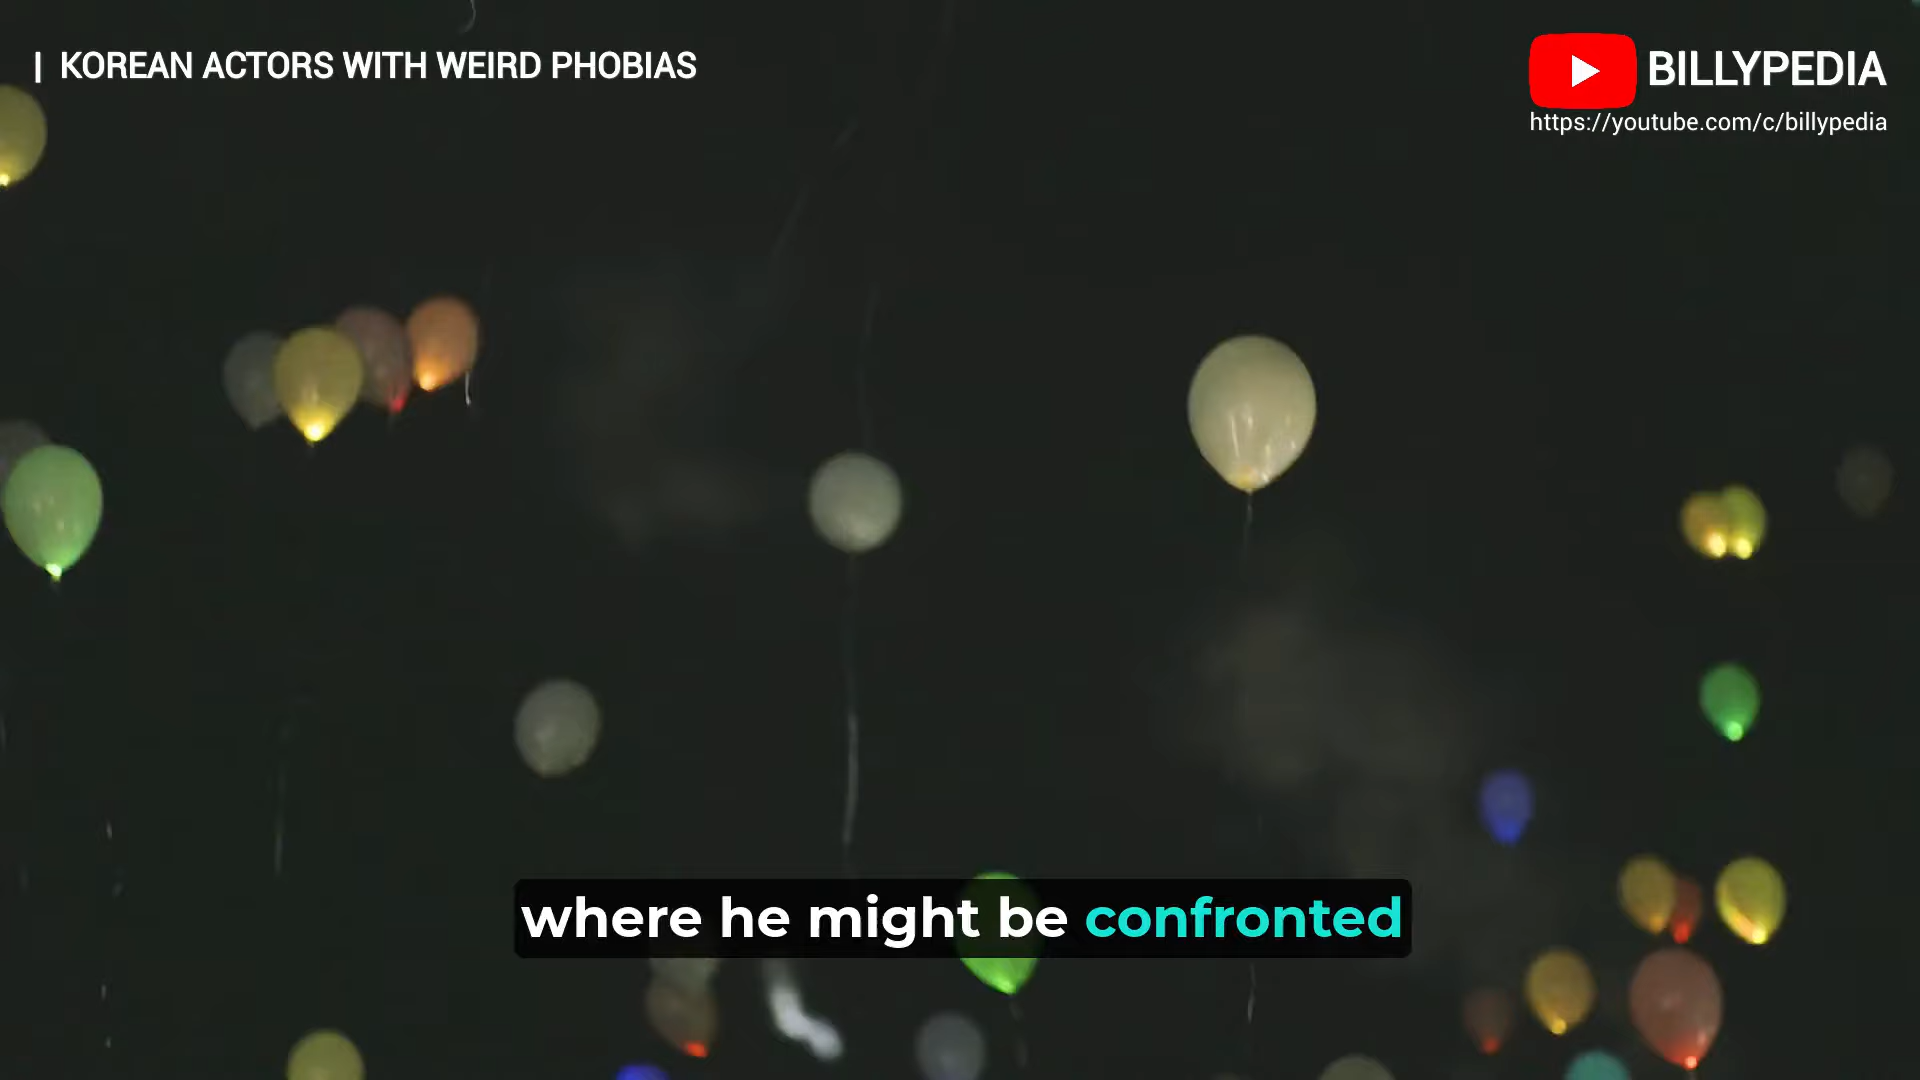 | KOREAN ACTORS WITH WEIRD PHOBIAS
BILLYPEDIA
https://youtube.com/c/billypedia
where he might be confronted